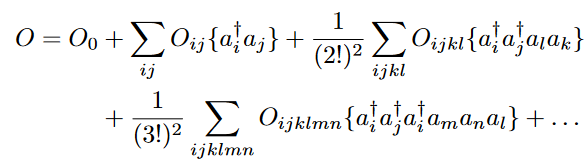 $O = O_0 + \sum_{ij} O_{ij} \{a_i^\dagger a_j\} + \frac{1}{(2!)^2} \sum_{ijkl} O_{ijkl} \{a_i^\dagger a_j^\dagger a_l a_k\}$
$+ \frac{1}{(3!)^2} \sum_{ijklmn} O_{ijklmn} \{a_i^\dagger a_j^\dagger a_i^\dagger a_m a_n a_l\} + \ldots$